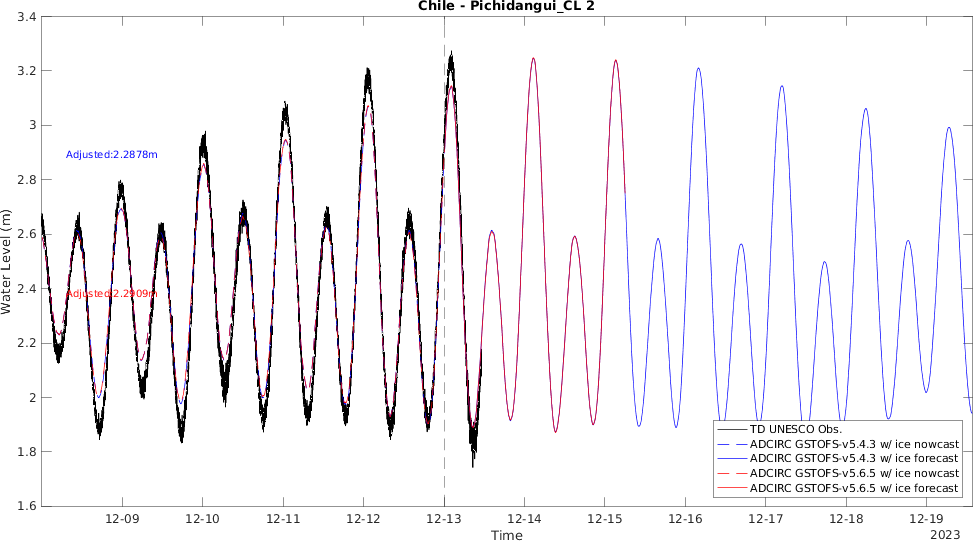 Chile - Pichidangui_CL 2
3.4
3.2
3
2.8
2.6
2.4
2.2
2
1.8
1.6
Water Level (m)
Adjusted:2.2878m
Adjusted:2.2909m
TD UNESCO Obs.
ADCIRC GSTOFS-v5.4.3 w/ ice nowcast
ADCIRC GSTOFS-v5.4.3 w/ ice forecast
ADCIRC GSTOFS-v5.6.5 w/ ice nowcast
ADCIRC GSTOFS-v5.6.5 w/ ice forecast
12-09 12-10 12-11 12-12 12-13 12-14 12-15 12-16 12-17 12-18 12-19
Time
2023